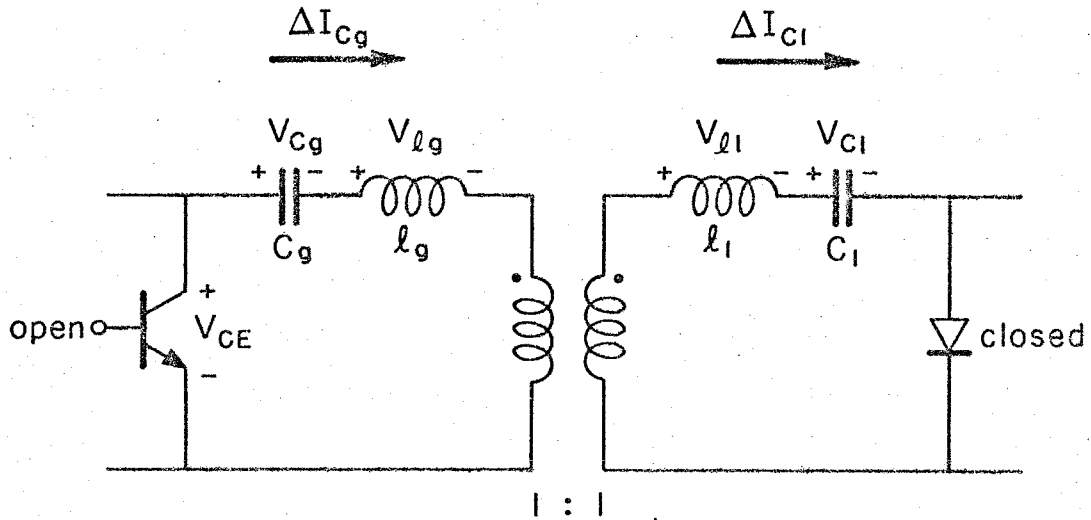 ΔI_Cg ΔI_C1
V_Cg V_ℓg V_ℓ1 V_C1
+ - + - + - + -
C_g ℓ_g ℓ_1 C_1
open + V_CE - closed
1 : 1